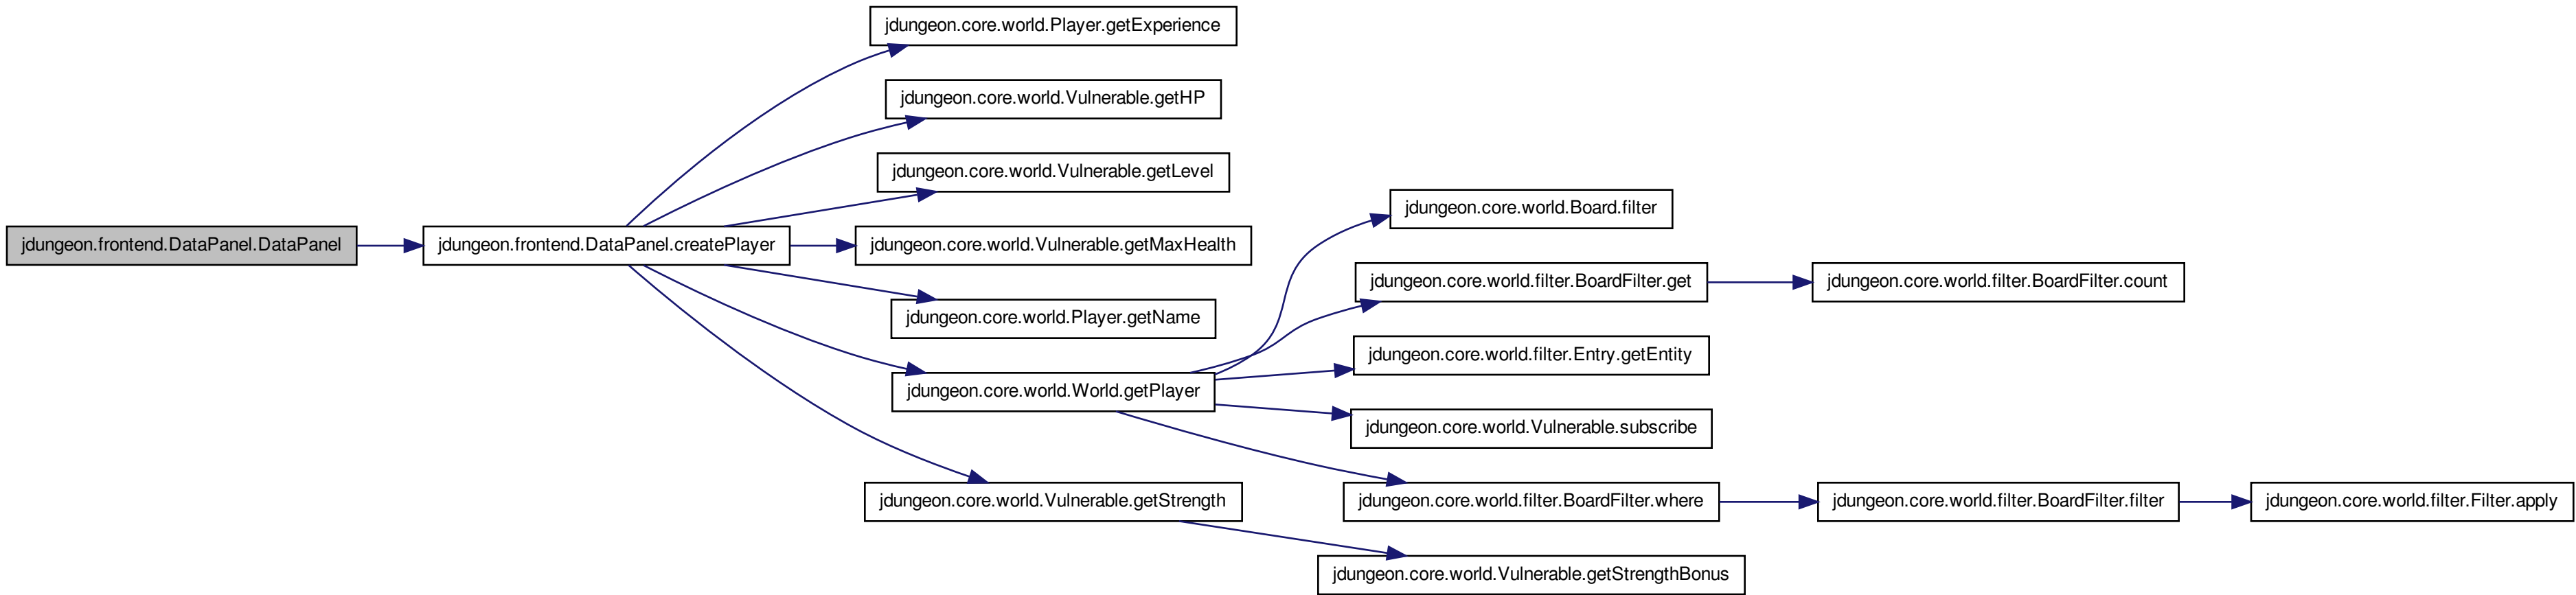 jdungeon.frontend.DataPanel.DataPanel
jdungeon.frontend.DataPanel.createPlayer
jdungeon.core.world.Player.getExperience
jdungeon.core.world.Vulnerable.getHP
jdungeon.core.world.Vulnerable.getLevel
jdungeon.core.world.Vulnerable.getMaxHealth
jdungeon.core.world.Player.getName
jdungeon.core.world.World.getPlayer
jdungeon.core.world.Vulnerable.getStrength
jdungeon.core.world.Board.filter
jdungeon.core.world.filter.BoardFilter.get
jdungeon.core.world.filter.Entry.getEntity
jdungeon.core.world.Vulnerable.subscribe
jdungeon.core.world.filter.BoardFilter.where
jdungeon.core.world.Vulnerable.getStrengthBonus
jdungeon.core.world.filter.BoardFilter.count
jdungeon.core.world.filter.BoardFilter.filter
jdungeon.core.world.filter.Filter.apply